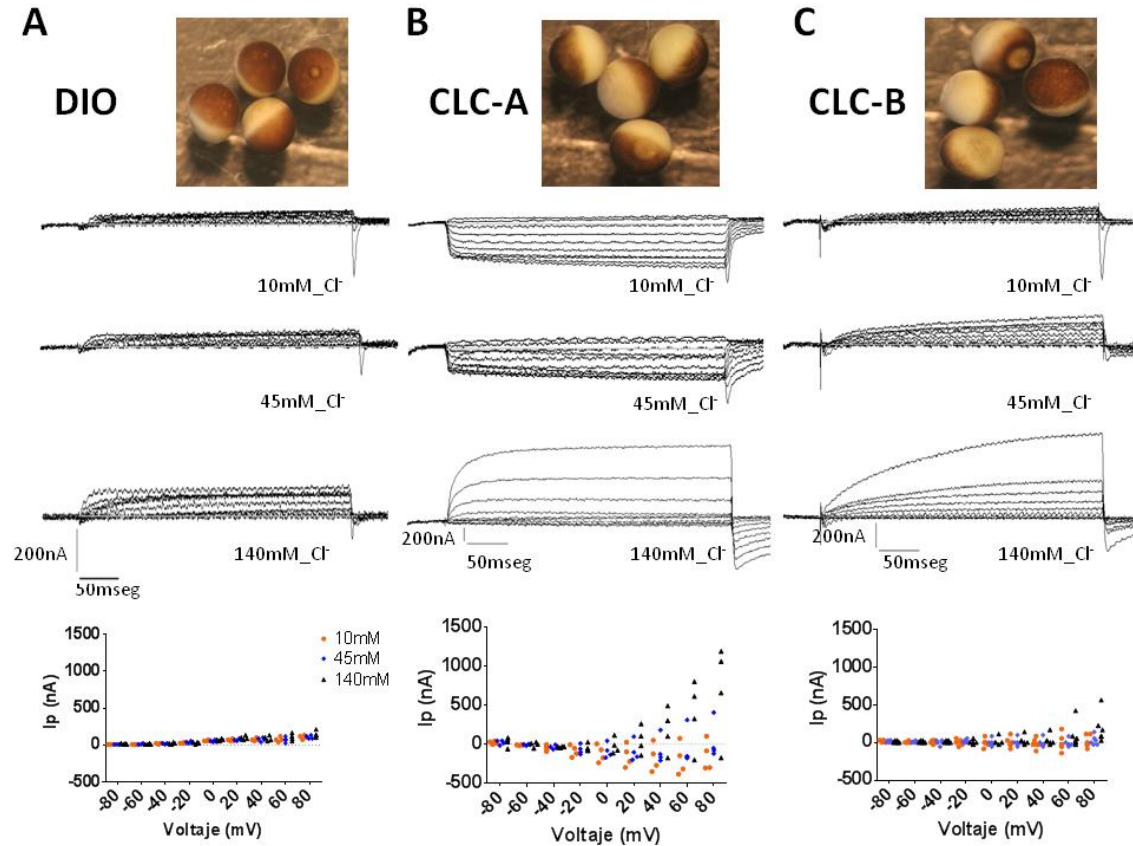 A
DIO
10mM_Cl-
45mM_Cl-
200nA
140mM_Cl-
50mseg
1500
1000
500
0
-500
Ip (nA)
-80
-60
-40
-20
0
20
40
60
80
Voltaje (mV)
10mM
45mM
140mM
B
CLC-A
10mM_Cl-
45mM_Cl-
200nA
140mM_Cl-
50mseg
1500
1000
500
0
-500
Ip (nA)
-80
-60
-40
-20
0
20
40
60
80
Voltaje (mV)
C
CLC-B
10mM_Cl-
45mM_Cl-
200nA
140mM_Cl-
50mseg
1500
1000
500
0
-500
Ip (nA)
-80
-60
-40
-20
0
20
40
60
80
Voltaje (mV)